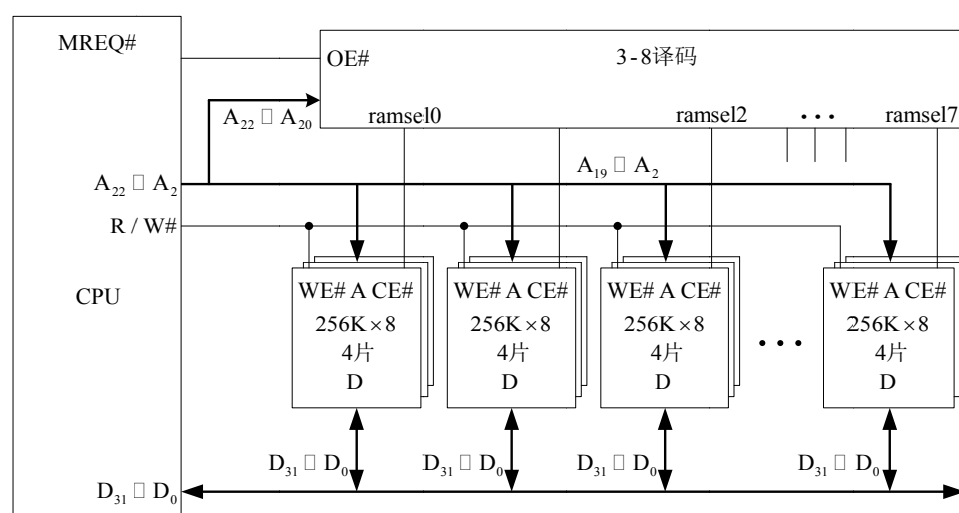 MREQ#
OE#
3-8译码
A₂₂ □ A₂₀
ramsel0
ramsel2
ramsel7
A₂₂ □ A₂
A₁₉ □ A₂
R / W#
CPU
WE# A CE#
256K×8
4片
D
WE# A CE#
256K×8
4片
D
WE# A CE#
256K×8
4片
D
WE# A CE#
256K×8
4片
D
D₃₁ □ D₀
D₃₁ □ D₀
D₃₁ □ D₀
D₃₁ □ D₀
D₃₁ □ D₀